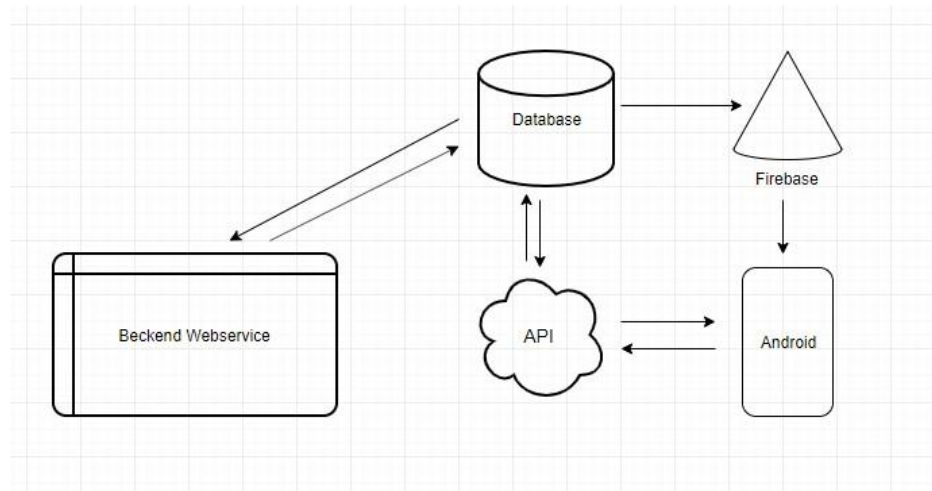 Database
Firebase
Beckend Webservice
API
Android